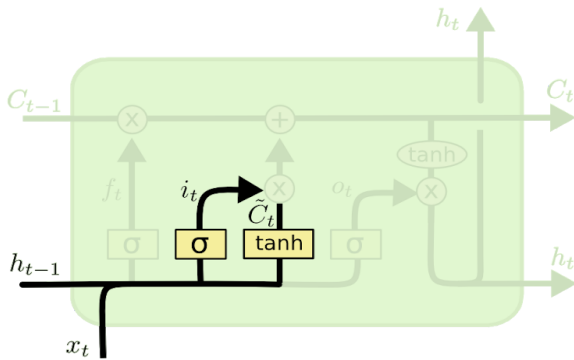 h_t
C_{t-1}
C_t
×
+
tanh
f_t
i_t
×
o_t
×
C̃_t
σ
σ
tanh
σ
h_{t-1}
h_t
x_t